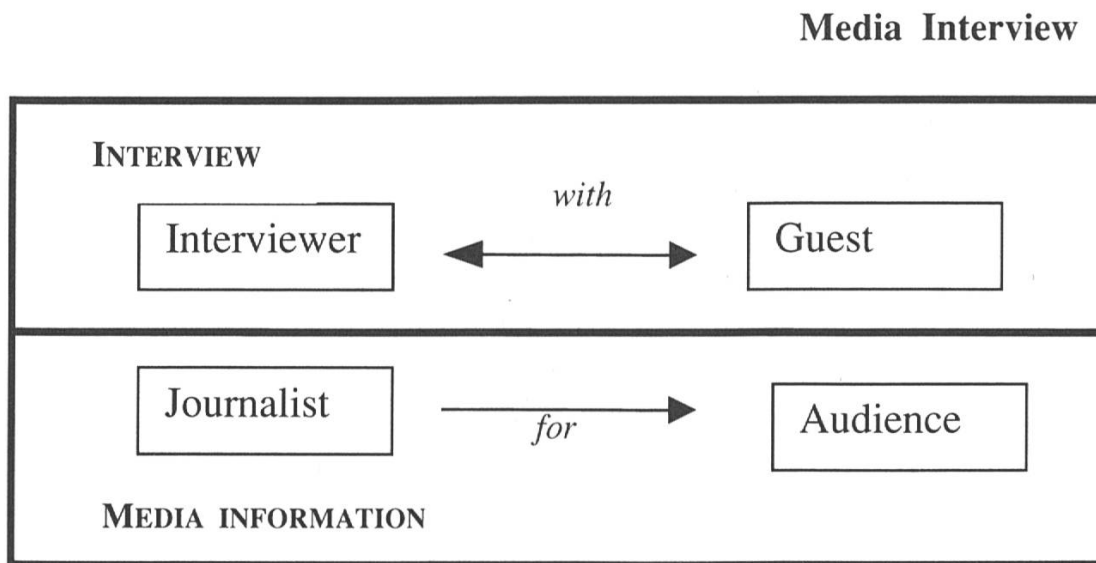 Media Interview
INTERVIEW
with
Interviewer
Guest
Journalist
for
Audience
MEDIA INFORMATION